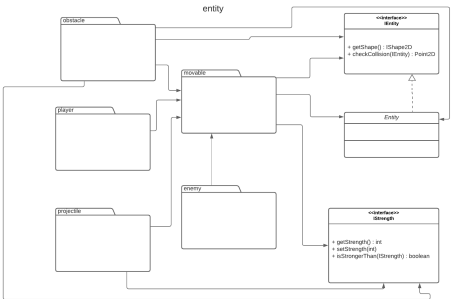 entity
obstacle
<<interface>>
IEntity
+ getShape() : IShape2D
+ checkCollision(IEntity) : Point2D
movable
player
Entity
enemy
projectile
<<interface>>
IStrength
+ getStrength() : int
+ setStrength(int)
+ isStrongerThan(IStrength) : boolean